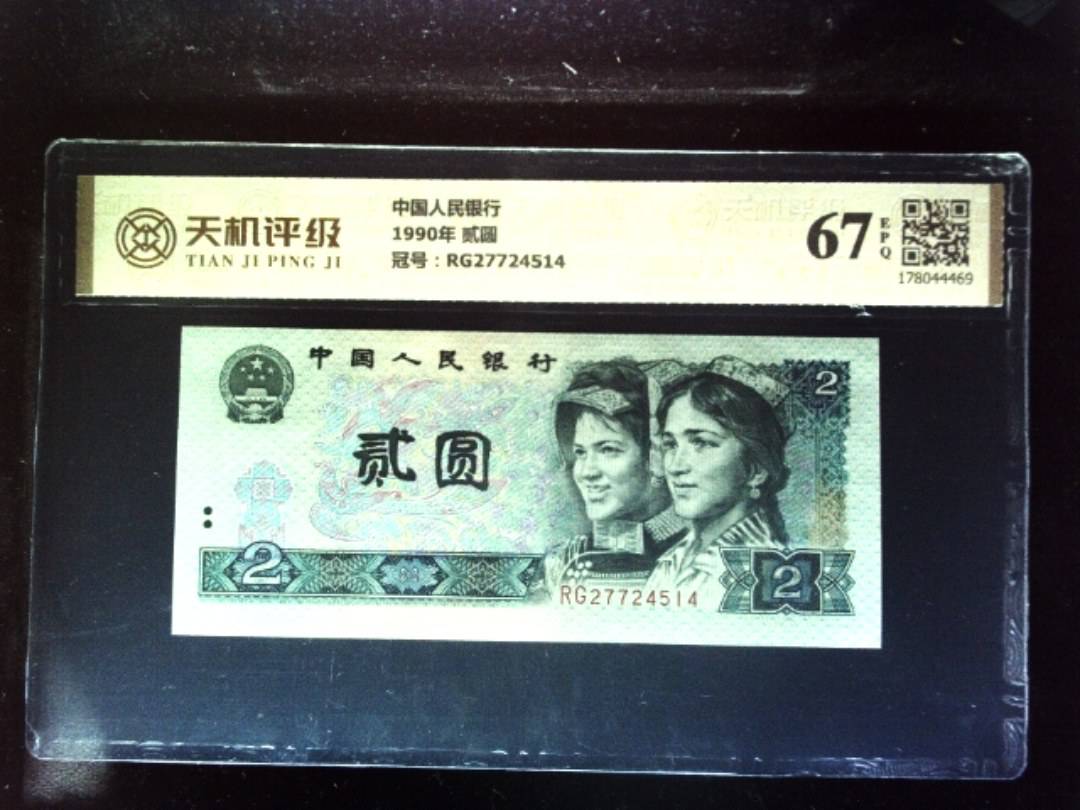 天机评级
TIAN JI PING JI
中国人民银行
1990年 贰圆
冠号：RG27724514
67
EPQ
178044469
中国人民银行
2
贰圆
2
RG27724514
2